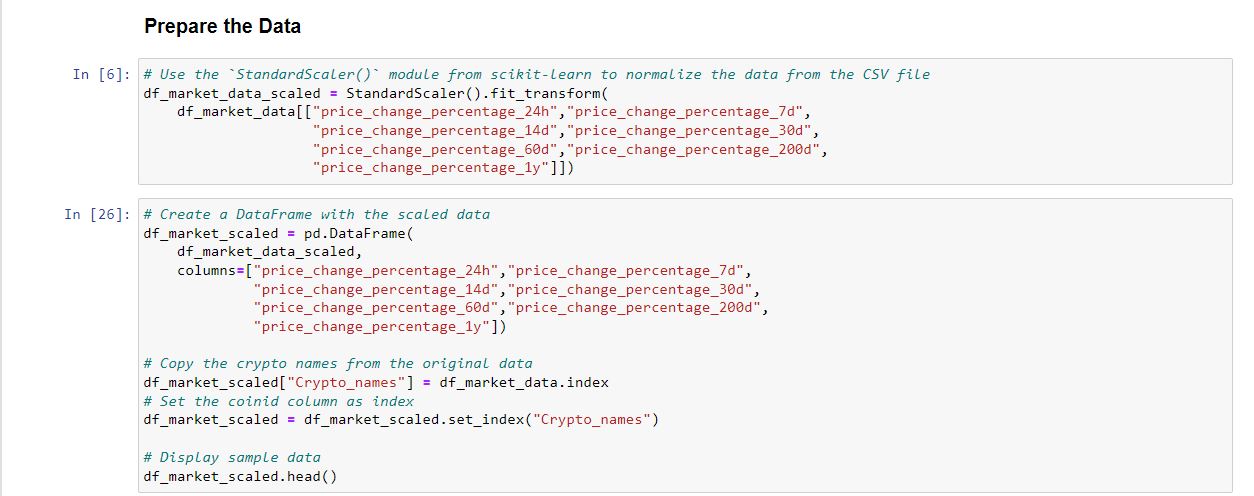 Prepare the Data
In [6]: # Use the `StandardScaler()` module from scikit-learn to normalize the data from the CSV file
df_market_data_scaled = StandardScaler().fit_transform(
    df_market_data[["price_change_percentage_24h","price_change_percentage_7d",
                    "price_change_percentage_14d","price_change_percentage_30d",
                    "price_change_percentage_60d","price_change_percentage_200d",
                    "price_change_percentage_1y"]])
In [26]: # Create a DataFrame with the scaled data
df_market_scaled = pd.DataFrame(
    df_market_data_scaled,
    columns=["price_change_percentage_24h","price_change_percentage_7d",
             "price_change_percentage_14d","price_change_percentage_30d",
             "price_change_percentage_60d","price_change_percentage_200d",
             "price_change_percentage_1y"])
# Copy the crypto names from the original data
df_market_scaled["Crypto_names"] = df_market_data.index
# Set the coinid column as index
df_market_scaled = df_market_scaled.set_index("Crypto_names")
# Display sample data
df_market_scaled.head()